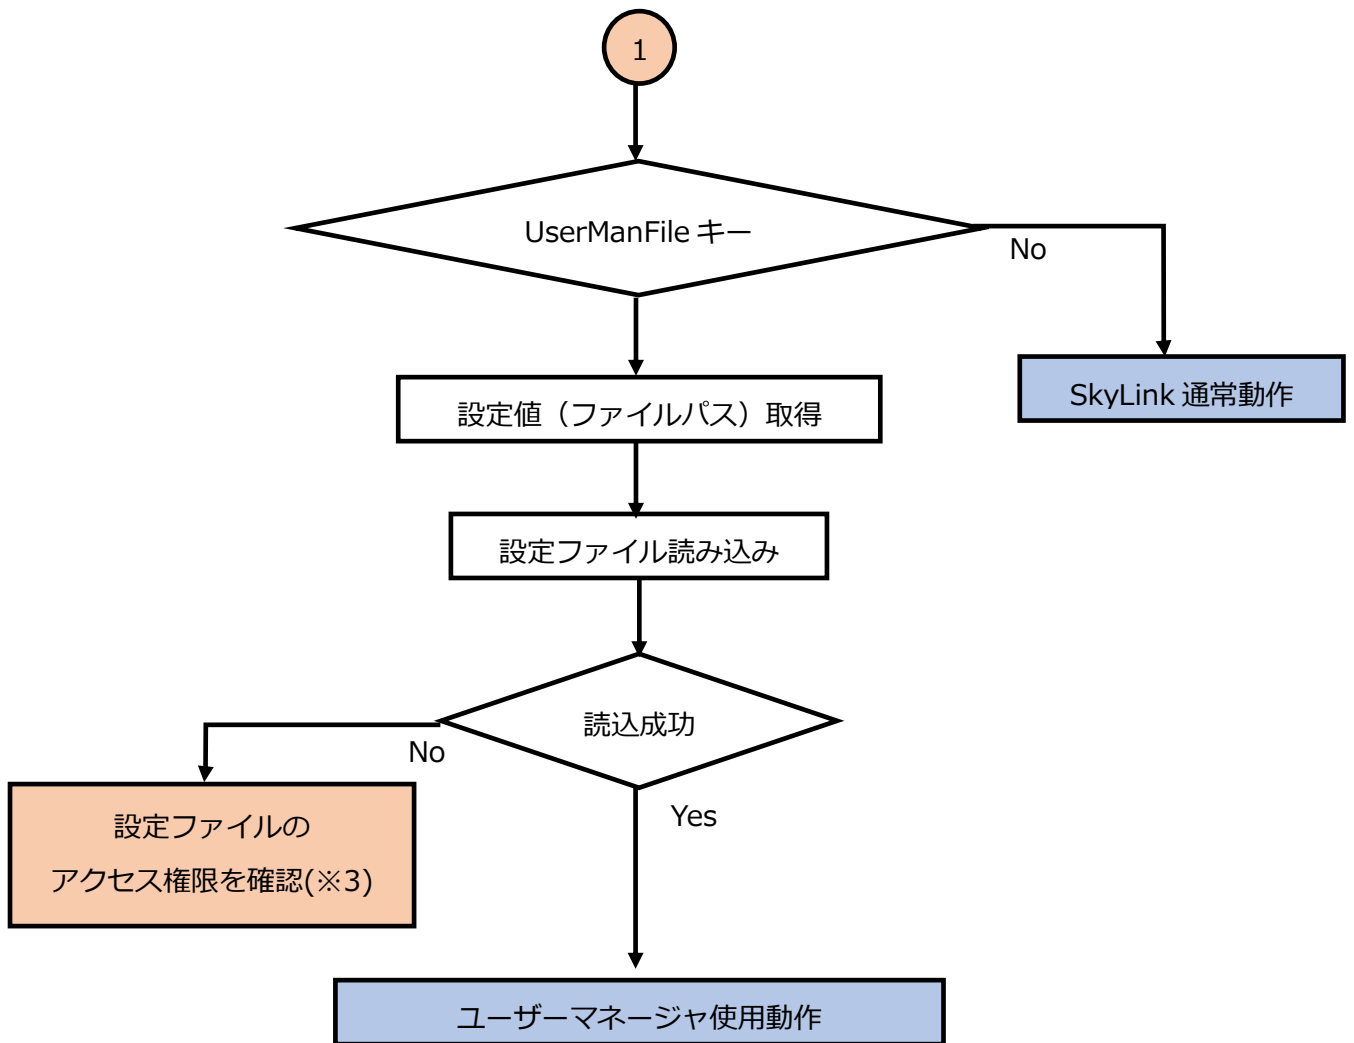 1
UserManFile キー
No
SkyLink 通常動作
設定値（ファイルパス）取得
設定ファイル読み込み
読込成功
No
Yes
設定ファイルの
アクセス権限を確認(※3)
ユーザーマネージャ使用動作